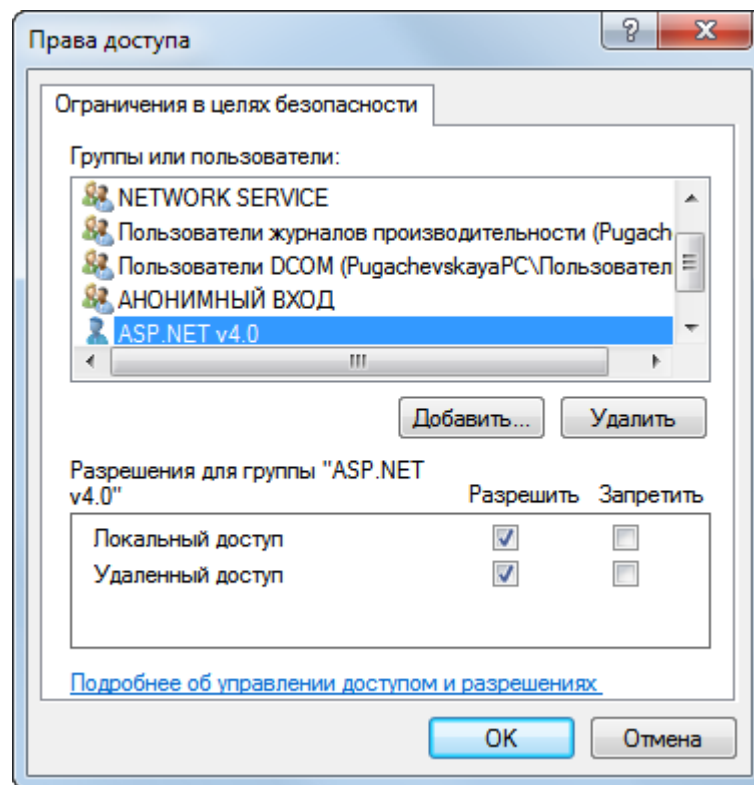 Права доступа
Ограничения в целях безопасности
Группы или пользователи:
NETWORK SERVICE
Пользователи журналов производительности (Pugach
Пользователи DCOM (PugachevskayaPC\Пользовател
АНОНИМНЫЙ ВХОД
ASP.NET v4.0
Добавить... Удалить
Разрешения для группы "ASP.NET
v4.0" Разрешить Запретить
Локальный доступ
Удаленный доступ
Подробнее об управлении доступом и разрешениях
OK Отмена